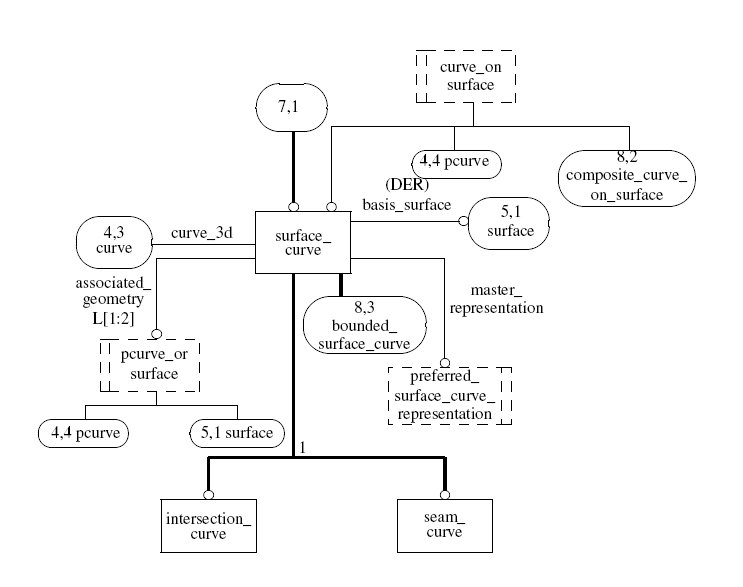 curve_on
surface
7,1
4,4 pcurve
8,2
composite_curve_
on_surface
(DER)
basis_surface
5,1
surface
4,3
curve
curve_3d
surface_
curve
associated_
geometry
L[1:2]
master_
representation
8,3
bounded_
surface_curve
pcurve_or
surface
preferred_
surface_curve_
representation
4,4 pcurve
5,1 surface
1
intersection_
curve
seam_
curve